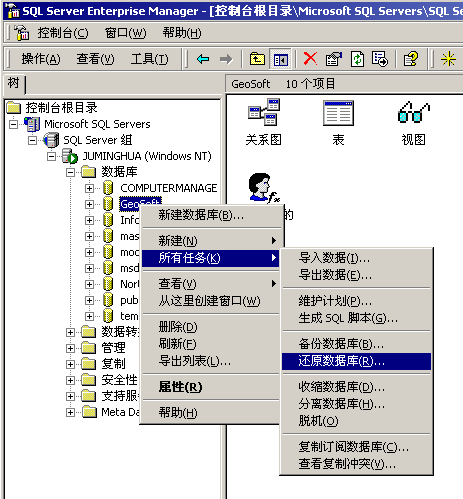 SQL Server Enterprise Manager - [控制台根目录\Microsoft SQL Servers\SQL Se
控制台(C) 窗口(W) 帮助(H)
操作(A) 查看(V) 工具(T)
树
GeoSoft 10 个项目
控制台根目录
Microsoft SQL Servers
SQL Server 组
JUMINGHUA (Windows NT)
数据库
COMPUTERMANAGE
GeoSoft
Info
mas
mod
msd
Nor
pub
tem
数据转
管理
复制
安全性
支持服
Meta Da
关系图 表 视图
的
新建数据库(B)...
新建(N)
所有任务(K)
查看(V)
从这里创建窗口(W)
删除(D)
刷新(F)
导出列表(L)...
属性(R)
帮助(H)
导入数据(I)...
导出数据(E)...
维护计划(P)...
生成 SQL 脚本(G)...
备份数据库(B)...
还原数据库(R)...
收缩数据库(D)...
分离数据库(H)...
脱机(O)
复制订阅数据库(C)...
查看复制冲突(V)...